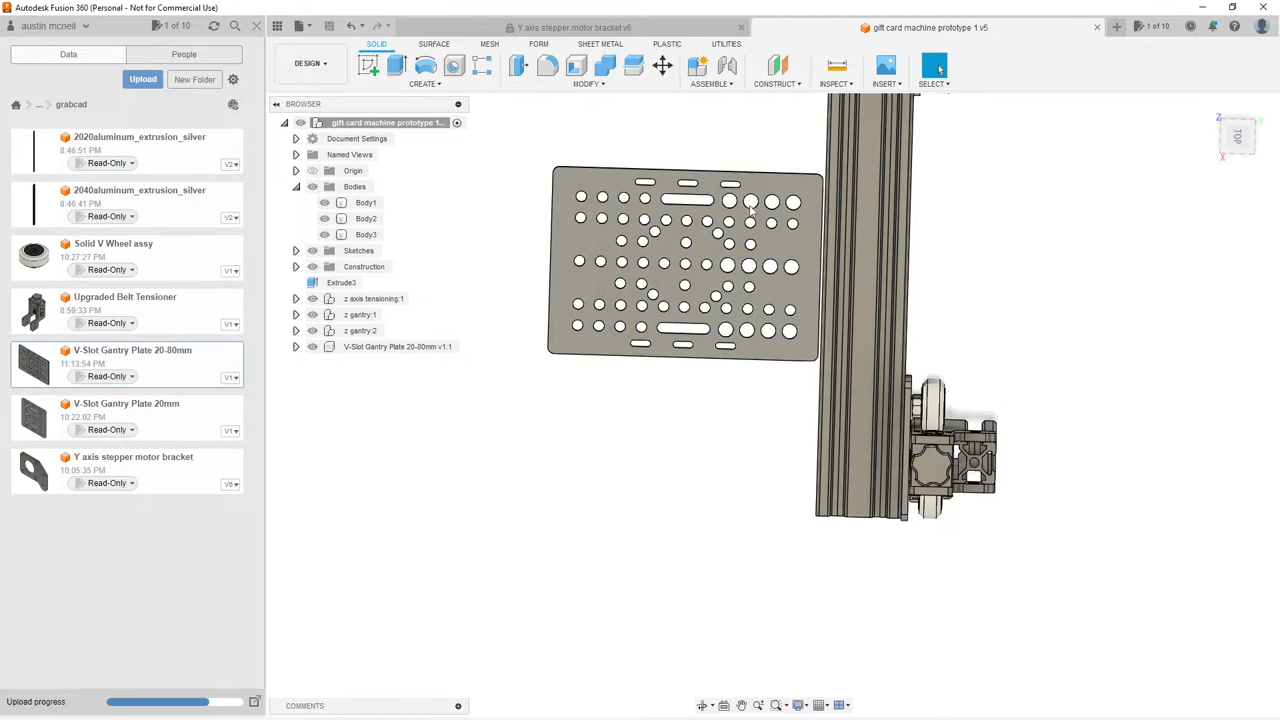 Autodesk Fusion 360 (Personal - Not for Commercial Use)
austin mcneil
1 of 10
Y axis stepper motor bracket v6
gift card machine prototype 1 v5
1 of 10
Data
People
DESIGN
SOLID
SURFACE
MESH
FORM
SHEET METAL
PLASTIC
UTILITIES
CREATE
MODIFY
ASSEMBLE
CONSTRUCT
INSPECT
INSERT
SELECT
Upload
New Folder
... grabcad
BROWSER
gift card machine prototype 1...
Document Settings
Named Views
Origin
Bodies
Body1
Body2
Body3
Sketches
Construction
Extrude3
z axis tensioning:1
z gantry:1
z gantry:2
V-Slot Gantry Plate 20-80mm v1:1
2020aluminum_extrusion_silver
8:46:51 PM
Read-Only
V2
2040aluminum_extrusion_silver
8:46:41 PM
Read-Only
V2
Solid V Wheel assy
10:27:27 PM
Read-Only
V1
Upgraded Belt Tensioner
8:59:33 PM
Read-Only
V1
V-Slot Gantry Plate 20-80mm
11:13:54 PM
Read-Only
V1
V-Slot Gantry Plate 20mm
10:22:02 PM
Read-Only
V1
Y axis stepper motor bracket
10:05:35 PM
Read-Only
V6
Z
Y
TOP
X
Upload progress
COMMENTS